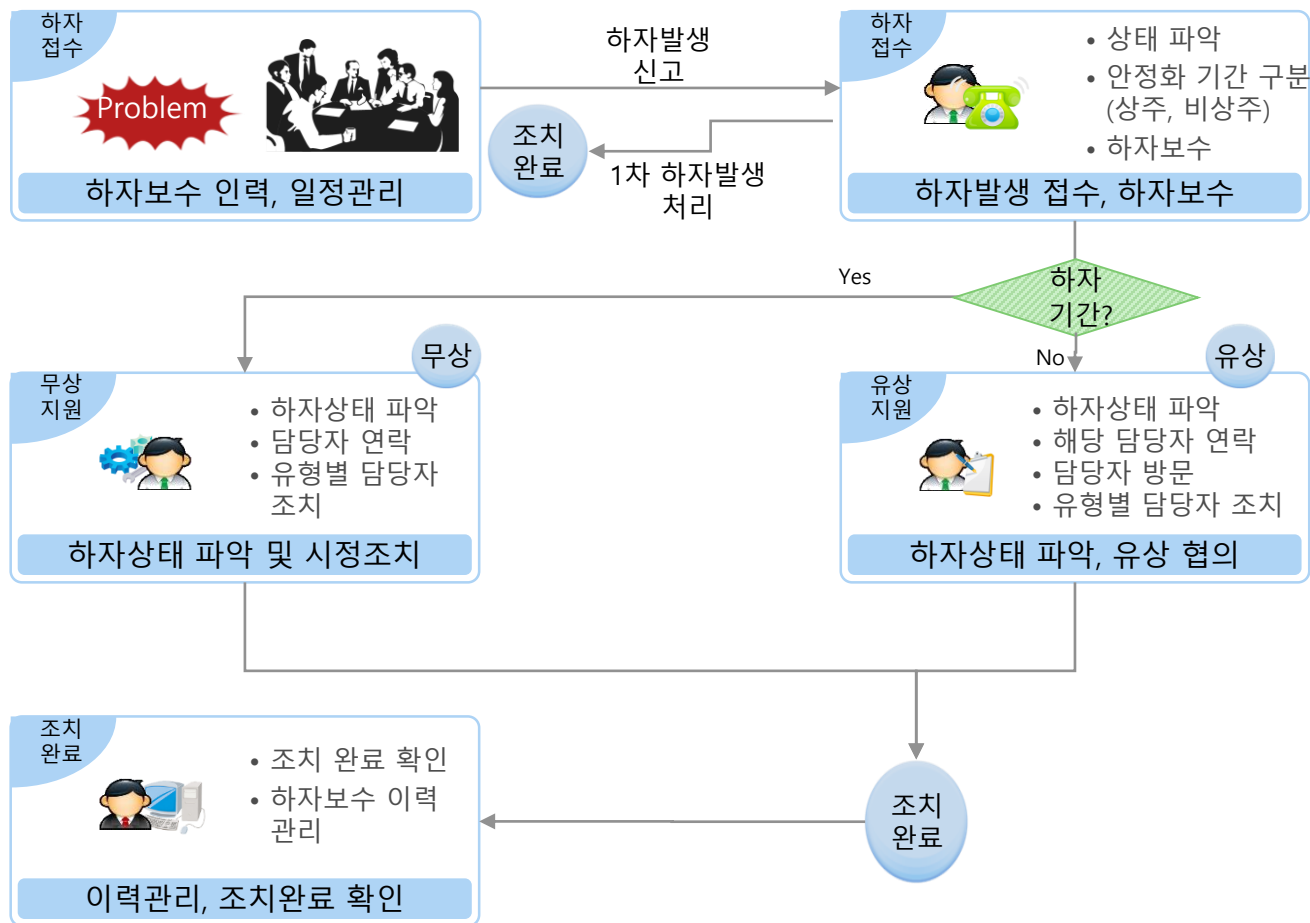 하자
접수
Problem
하자보수 인력, 일정관리
하자발생
신고
조치
완료
1차 하자발생
처리
하자
접수
• 상태 파악
• 안정화 기간 구분
(상주, 비상주)
• 하자보수
하자발생 접수, 하자보수
하자
기간?
Yes
No
무상
무상
지원
• 하자상태 파악
• 담당자 연락
• 유형별 담당자
조치
하자상태 파악 및 시정조치
유상
유상
지원
• 하자상태 파악
• 해당 담당자 연락
• 담당자 방문
• 유형별 담당자 조치
하자상태 파악, 유상 협의
조치
완료
조치
완료
• 조치 완료 확인
• 하자보수 이력
관리
이력관리, 조치완료 확인